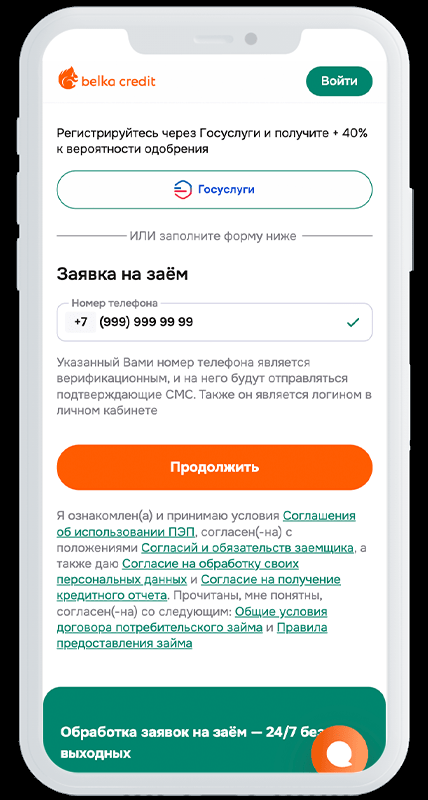 belka credit
Войти
Регистрируйтесь через Госуслуги и получите + 40%
к вероятности одобрения
Госуслуги
ИЛИ заполните форму ниже
Заявка на заём
Номер телефона
+7 (999) 999 99 99
Указанный Вами номер телефона является
верификационным, и на него будут отправляться
подтверждающие СМС. Также он является логином в
личном кабинете
Продолжить
Я ознакомлен(а) и принимаю условия Соглашения
об использовании ПЭП, согласен(-на) с
положениями Согласий и обязательств заемщика, а
также даю Согласие на обработку своих
персональных данных и Согласие на получение
кредитного отчета. Прочитаны, мне понятны,
согласен(-на) со следующим: Общие условия
договора потребительского займа и Правила
предоставления займа
Обработка заявок на заём — 24/7 без
выходных